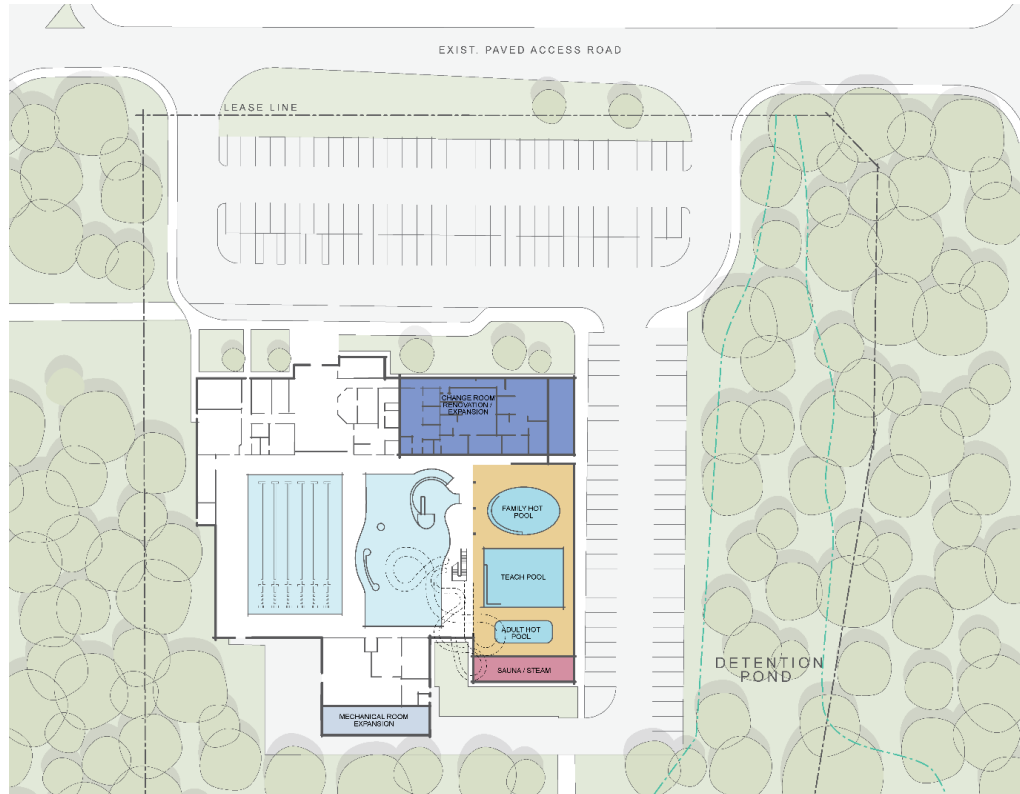 EXIST. PAVED ACCESS ROAD
LEASE LINE
CHANGE ROOM
RENOVATION /
EXPANSION
FAMILY HOT
POOL
TEACH POOL
ADULT HOT
POOL
SAUNA / STEAM
DETENTION
POND
MECHANICAL ROOM
EXPANSION